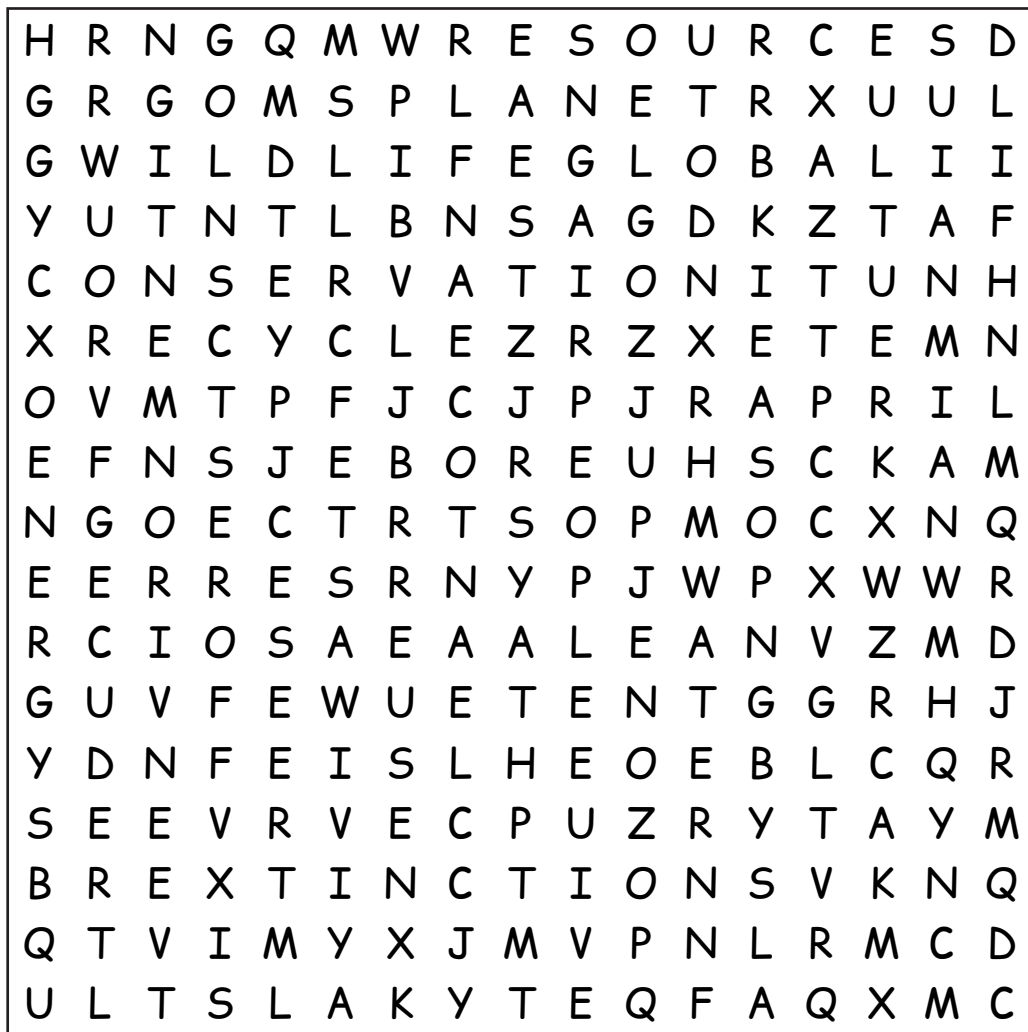 H R N G Q M W R E S O U R C E S D
G R G O M S P L A N E T R X U U L
G W I L D L I F E G L O B A L I I
Y U T N T L B N S A G D K Z T A F
C O N S E R V A T I O N I T U N H
X R E C Y C L E Z R Z X E T E M N
O V M T P F J C J P J R A P R I L
E F N S J E B O R E U H S C K A M
N G O E C T R T S O P M O C X N Q
E E R R E S R N Y P J W P X W W R
R C I O S A E A A L E A N V Z M D
G U V F E W U E T E N T G G R H J
Y D N F E I S L H E O E B L C Q R
S E E V R V E C P U Z R Y T A Y M
B R E X T I N C T I O N S V K N Q
Q T V I M Y X J M V P N L R M C D
U L T S L A K Y T E Q F A Q X M C